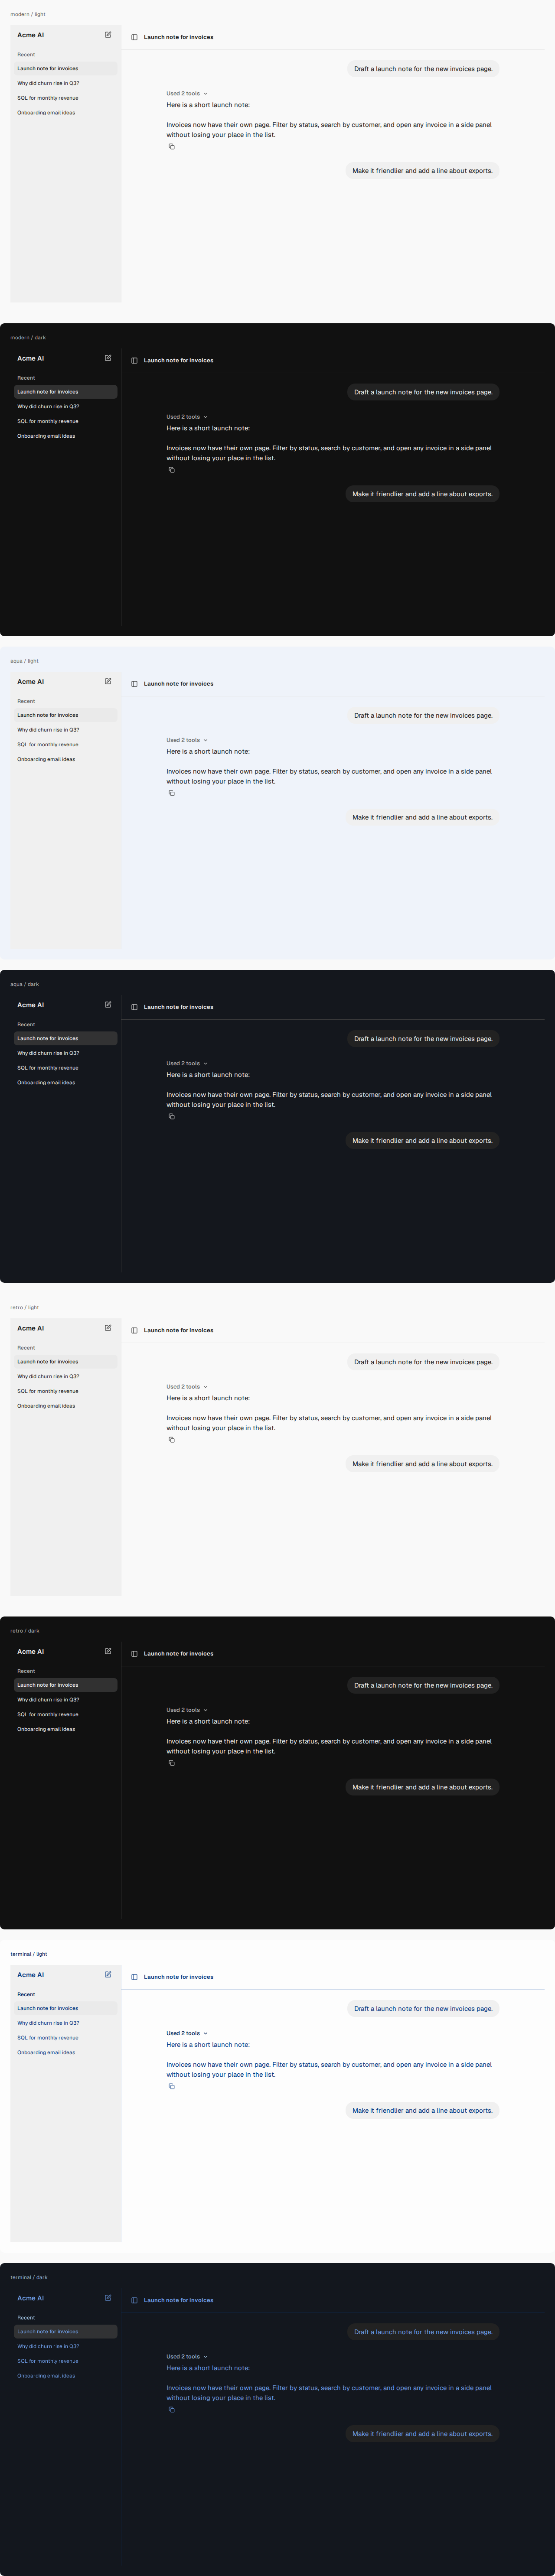 modern / light
Acme AI
Recent
Launch note for invoices
Why did churn rise in Q3?
SQL for monthly revenue
Onboarding email ideas
Launch note for invoices
Draft a launch note for the new invoices page.
Used 2 tools
Here is a short launch note:
Invoices now have their own page. Filter by status, search by customer, and open any invoice in a side panel
without losing your place in the list.
Make it friendlier and add a line about exports.
modern / dark
Acme AI
Recent
Launch note for invoices
Why did churn rise in Q3?
SQL for monthly revenue
Onboarding email ideas
Launch note for invoices
Draft a launch note for the new invoices page.
Used 2 tools
Here is a short launch note:
Invoices now have their own page. Filter by status, search by customer, and open any invoice in a side panel
without losing your place in the list.
Make it friendlier and add a line about exports.
aqua / light
Acme AI
Recent
Launch note for invoices
Why did churn rise in Q3?
SQL for monthly revenue
Onboarding email ideas
Launch note for invoices
Draft a launch note for the new invoices page.
Used 2 tools
Here is a short launch note:
Invoices now have their own page. Filter by status, search by customer, and open any invoice in a side panel
without losing your place in the list.
Make it friendlier and add a line about exports.
aqua / dark
Acme AI
Recent
Launch note for invoices
Why did churn rise in Q3?
SQL for monthly revenue
Onboarding email ideas
Launch note for invoices
Draft a launch note for the new invoices page.
Used 2 tools
Here is a short launch note:
Invoices now have their own page. Filter by status, search by customer, and open any invoice in a side panel
without losing your place in the list.
Make it friendlier and add a line about exports.
retro / light
Acme AI
Recent
Launch note for invoices
Why did churn rise in Q3?
SQL for monthly revenue
Onboarding email ideas
Launch note for invoices
Draft a launch note for the new invoices page.
Used 2 tools
Here is a short launch note:
Invoices now have their own page. Filter by status, search by customer, and open any invoice in a side panel
without losing your place in the list.
Make it friendlier and add a line about exports.
retro / dark
Acme AI
Recent
Launch note for invoices
Why did churn rise in Q3?
SQL for monthly revenue
Onboarding email ideas
Launch note for invoices
Draft a launch note for the new invoices page.
Used 2 tools
Here is a short launch note:
Invoices now have their own page. Filter by status, search by customer, and open any invoice in a side panel
without losing your place in the list.
Make it friendlier and add a line about exports.
terminal / light
Acme AI
Recent
Launch note for invoices
Why did churn rise in Q3?
SQL for monthly revenue
Onboarding email ideas
Launch note for invoices
Draft a launch note for the new invoices page.
Used 2 tools
Here is a short launch note:
Invoices now have their own page. Filter by status, search by customer, and open any invoice in a side panel
without losing your place in the list.
Make it friendlier and add a line about exports.
terminal / dark
Acme AI
Recent
Launch note for invoices
Why did churn rise in Q3?
SQL for monthly revenue
Onboarding email ideas
Launch note for invoices
Draft a launch note for the new invoices page.
Used 2 tools
Here is a short launch note:
Invoices now have their own page. Filter by status, search by customer, and open any invoice in a side panel
without losing your place in the list.
Make it friendlier and add a line about exports.